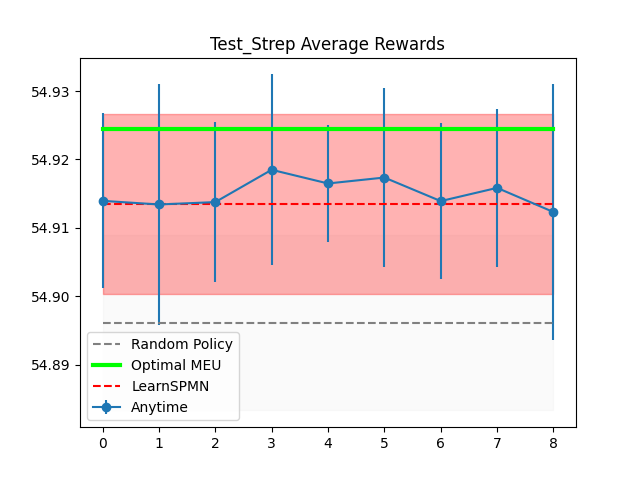 Test_Strep Average Rewards
54.93
54.92
54.91
54.90
54.89
Random Policy
Optimal MEU
LearnSPMN
Anytime
0 1 2 3 4 5 6 7 8